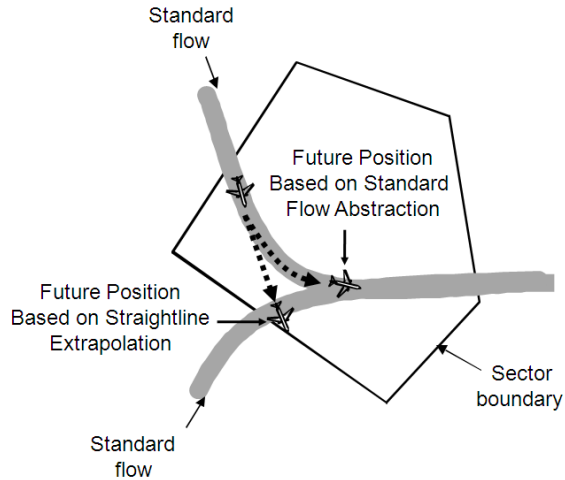 Standard
flow
Future Position
Based on Standard
Flow Abstraction
Future Position
Based on Straightline
Extrapolation
Sector
boundary
Standard
flow